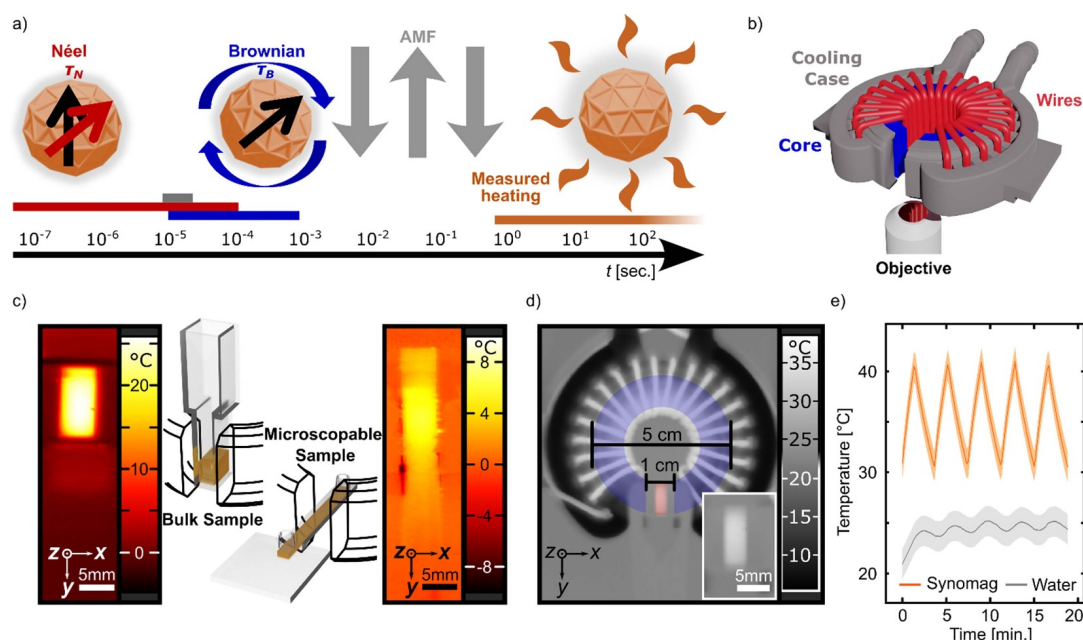 a)
Néel
τN
Brownian
τB
AMF
Measured
heating
10-7
10-6
10-5
10-4
10-3
10-2
10-1
100
101
102
t [sec.]
b)
Cooling
Case
Wires
Core
Objective
c)
°C
20
10
0
z
x
y
5mm
Bulk Sample
Microscopable
Sample
°C
8
4
0
-4
-8
z
x
y
5mm
d)
5 cm
1 cm
z
x
y
5mm
°C
35
30
25
20
15
10
e)
Temperature [°C]
40
30
20
Synomag
Water
0
5
10
15
20
Time [min.]